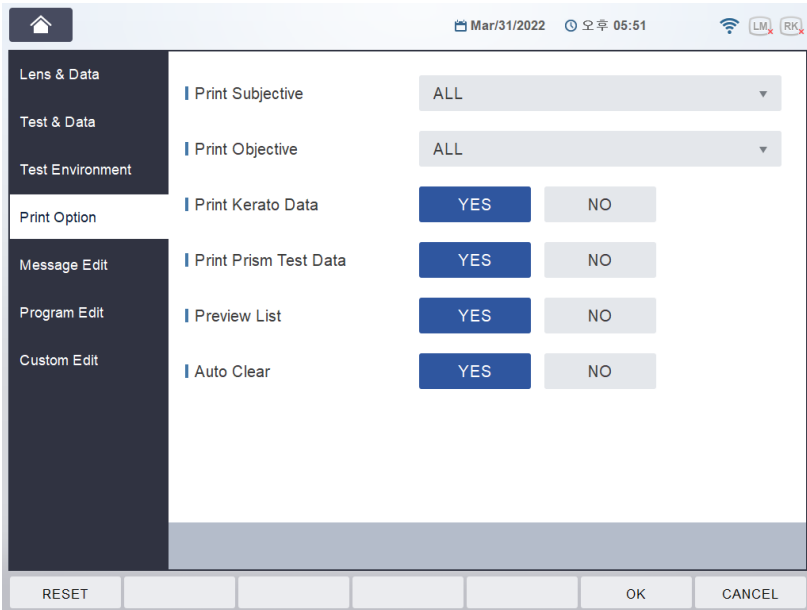 Mar/31/2022 오후 05:51 LM RK
Lens & Data
Test & Data
Test Environment
Print Option
Message Edit
Program Edit
Custom Edit
Print Subjective ALL
Print Objective ALL
Print Kerato Data YES NO
Print Prism Test Data YES NO
Preview List YES NO
Auto Clear YES NO
RESET OK CANCEL